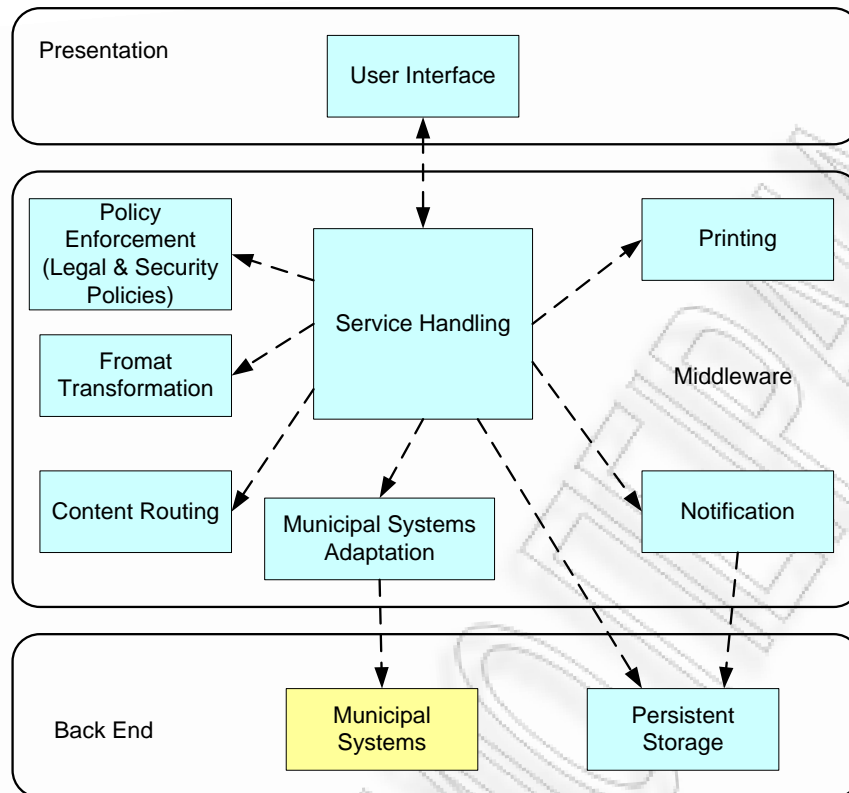 Presentation
User Interface
Policy
Enforcement
(Legal & Security
Policies)
Printing
Service Handling
Fromat
Transformation
Middleware
Content Routing
Municipal Systems
Adaptation
Notification
Municipal
Systems
Persistent
Storage
Back End